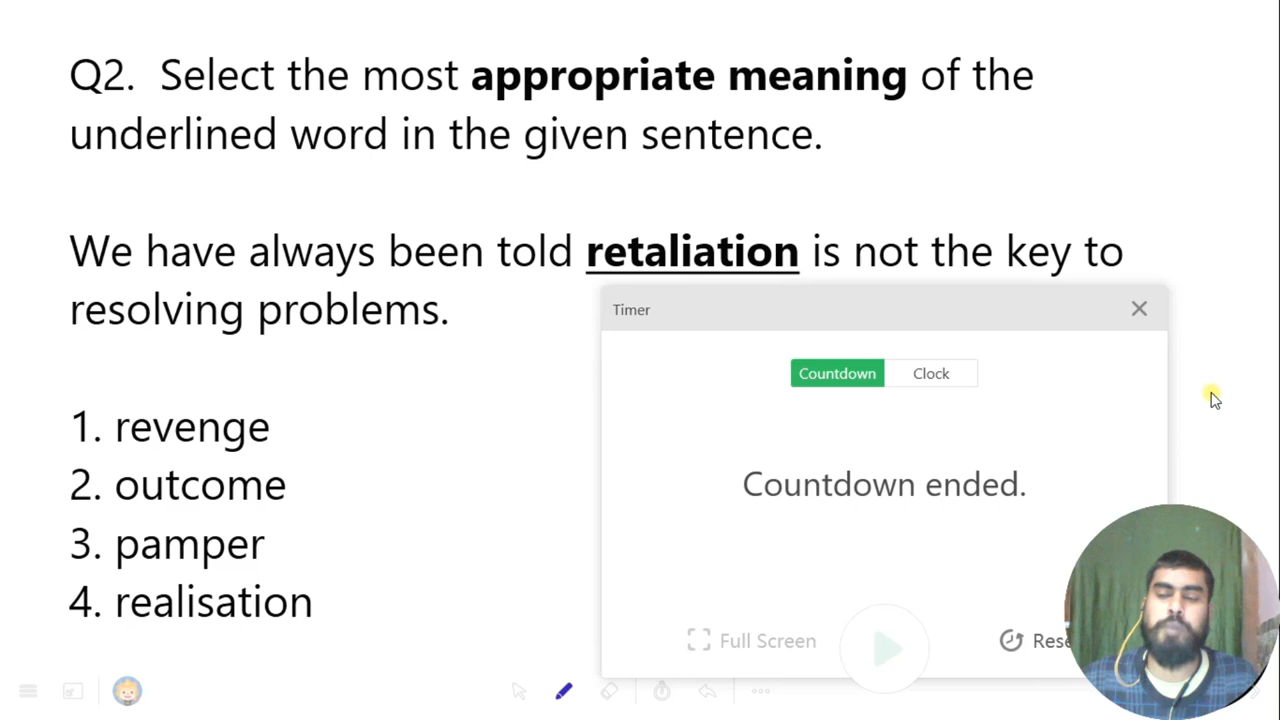 Q2. Select the most appropriate meaning of the
underlined word in the given sentence.
We have always been told retaliation is not the key to
resolving problems.
Timer
Countdown Clock
1. revenge
2. outcome
Countdown ended.
3. pamper
4. realisation
Full Screen